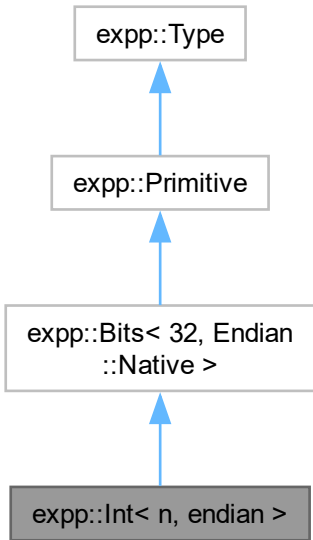 expp::Type
expp::Primitive
expp::Bits< 32, Endian
::Native >
expp::Int< n, endian >